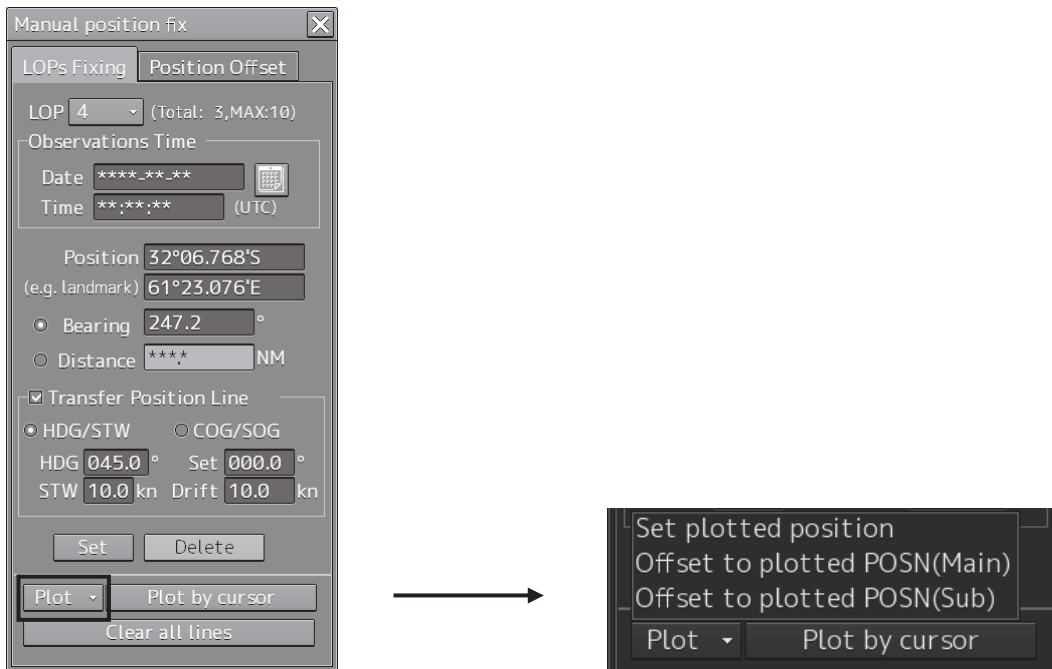 Manual position fix
LOPs Fixing Position Offset
LOP 4 (Total: 3,MAX:10)
Observations Time
Date ****-**-**
Time **:**:** (UTC)
Position 32°06.768'S
(e.g. landmark) 61°23.076'E
Bearing 247.2 °
Distance ***.* NM
Transfer Position Line
HDG/STW COG/SOG
HDG 045.0 ° Set 000.0 °
STW 10.0 kn Drift 10.0 kn
Set Delete
Plot Plot by cursor
Clear all lines
Set plotted position
Offset to plotted POSN(Main)
Offset to plotted POSN(Sub)
Plot Plot by cursor